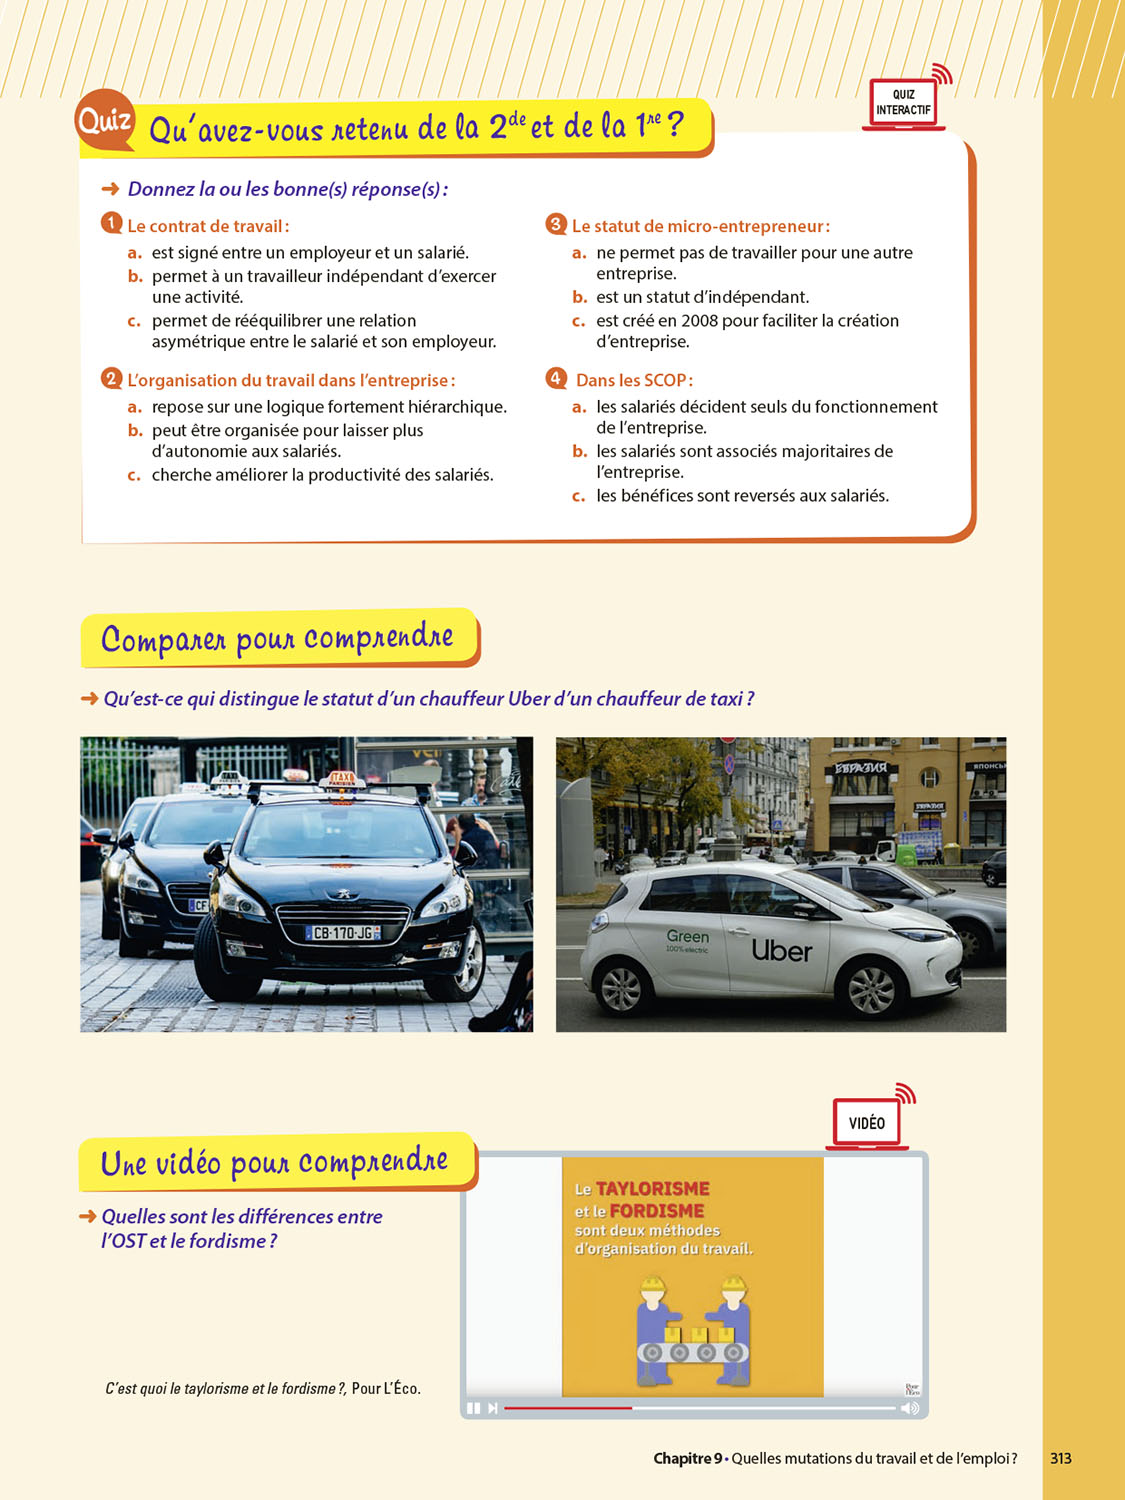 QUIZ
INTERACTIF
Quiz
Qu'avez-vous retenu de la 2de et de la 1re ?
➜ Donnez la ou les bonne(s) réponse(s) :
1 Le contrat de travail :
a. est signé entre un employeur et un salarié.
b. permet à un travailleur indépendant d'exercer
une activité.
c. permet de rééquilibrer une relation
asymétrique entre le salarié et son employeur.
2 L'organisation du travail dans l'entreprise :
a. repose sur une logique fortement hiérarchique.
b. peut être organisée pour laisser plus
d'autonomie aux salariés.
c. cherche améliorer la productivité des salariés.
3 Le statut de micro-entrepreneur :
a. ne permet pas de travailler pour une autre
entreprise.
b. est un statut d'indépendant.
c. est créé en 2008 pour faciliter la création
d'entreprise.
4 Dans les SCOP :
a. les salariés décident seuls du fonctionnement
de l'entreprise.
b. les salariés sont associés majoritaires de
l'entreprise.
c. les bénéfices sont reversés aux salariés.
Comparer pour comprendre
➜ Qu'est-ce qui distingue le statut d'un chauffeur Uber d'un chauffeur de taxi ?
TAXI
PARISIEN
CF
CB-170-JG
ЕВРАЗИЯ
ЯПОНСЬ
ЕВРАЗИЯ
Green
100% electric
Uber
VIDÉO
Une vidéo pour comprendre
➜ Quelles sont les différences entre
l'OST et le fordisme ?
Le TAYLORISME
et le FORDISME
sont deux méthodes
d'organisation du travail.
Pour
l'Éco
C'est quoi le taylorisme et le fordisme ?, Pour L'Éco.
Chapitre 9 • Quelles mutations du travail et de l'emploi ? 313